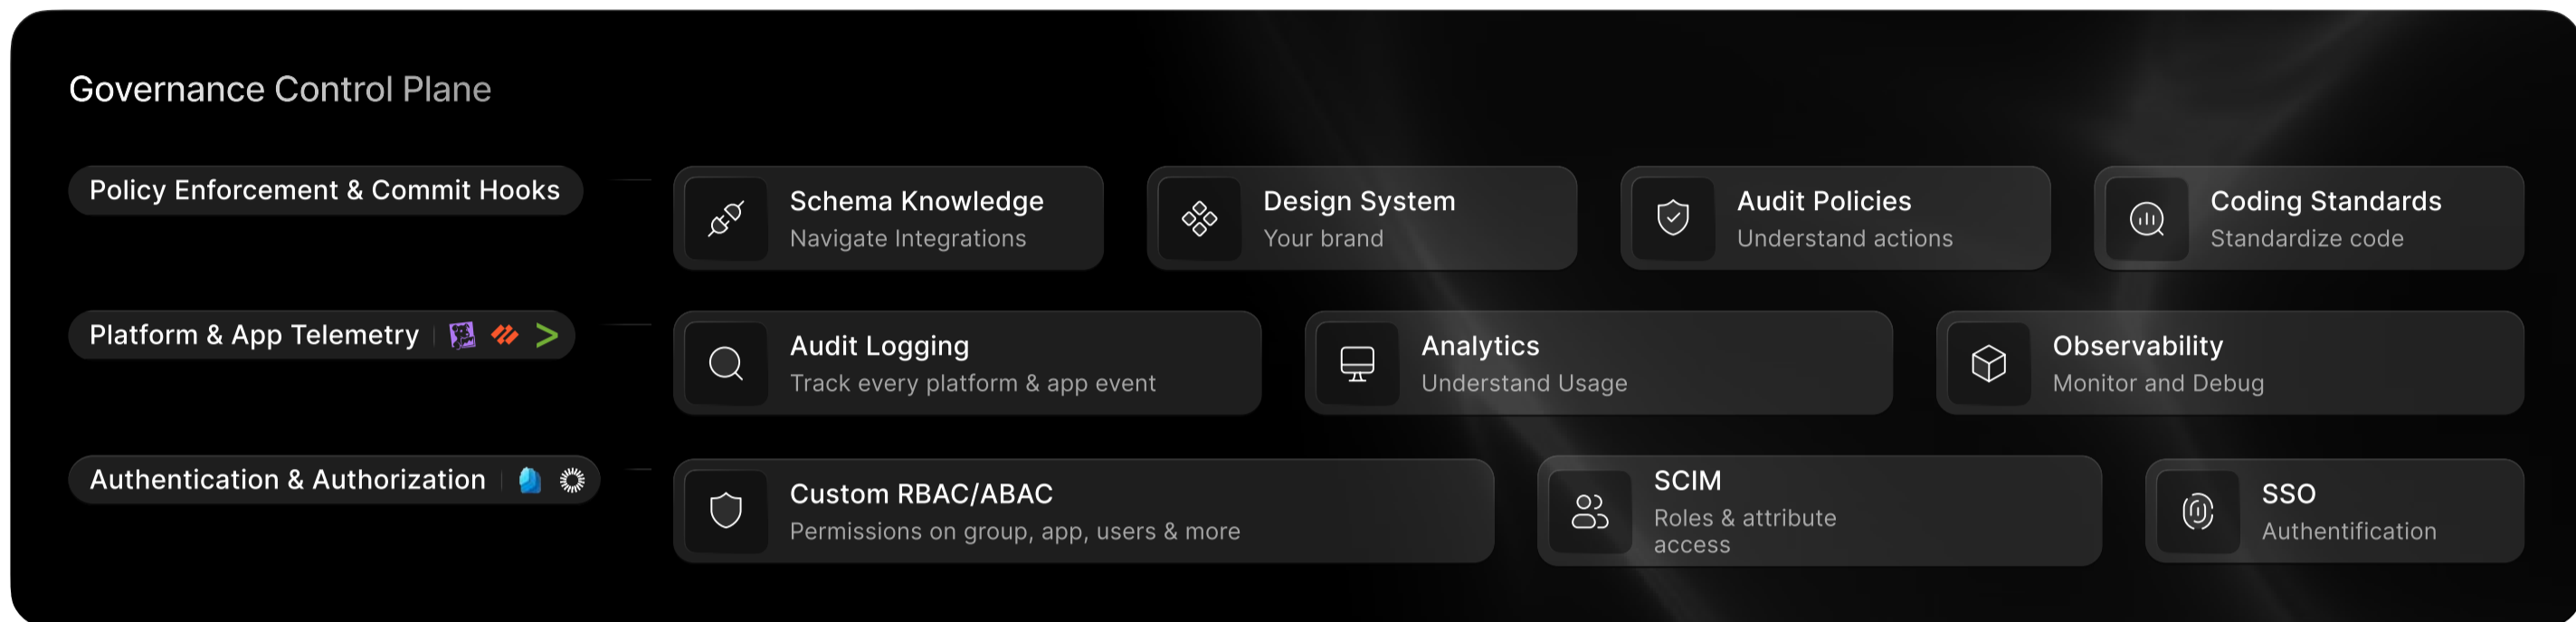 Governance Control Plane
Policy Enforcement & Commit Hooks
Schema Knowledge
Navigate Integrations
Design System
Your brand
Audit Policies
Understand actions
Coding Standards
Standardize code
Platform & App Telemetry
Audit Logging
Track every platform & app event
Analytics
Understand Usage
Observability
Monitor and Debug
Authentication & Authorization
Custom RBAC/ABAC
Permissions on group, app, users & more
SCIM
Roles & attribute
access
SSO
Authentification